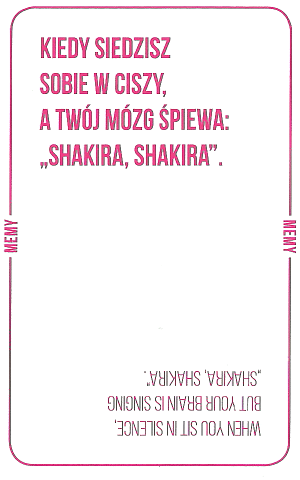 KIEDY SIEDZISZ
SOBIE W CISZY,
A TWÓJ MÓZG ŚPIEWA:
„SHAKIRA, SHAKIRA”.
MEMY
MEMY
WHEN YOU SIT IN SILENCE,
BUT YOUR BRAIN IS SINGING
„SHAKIRA, SHAKIRA”.